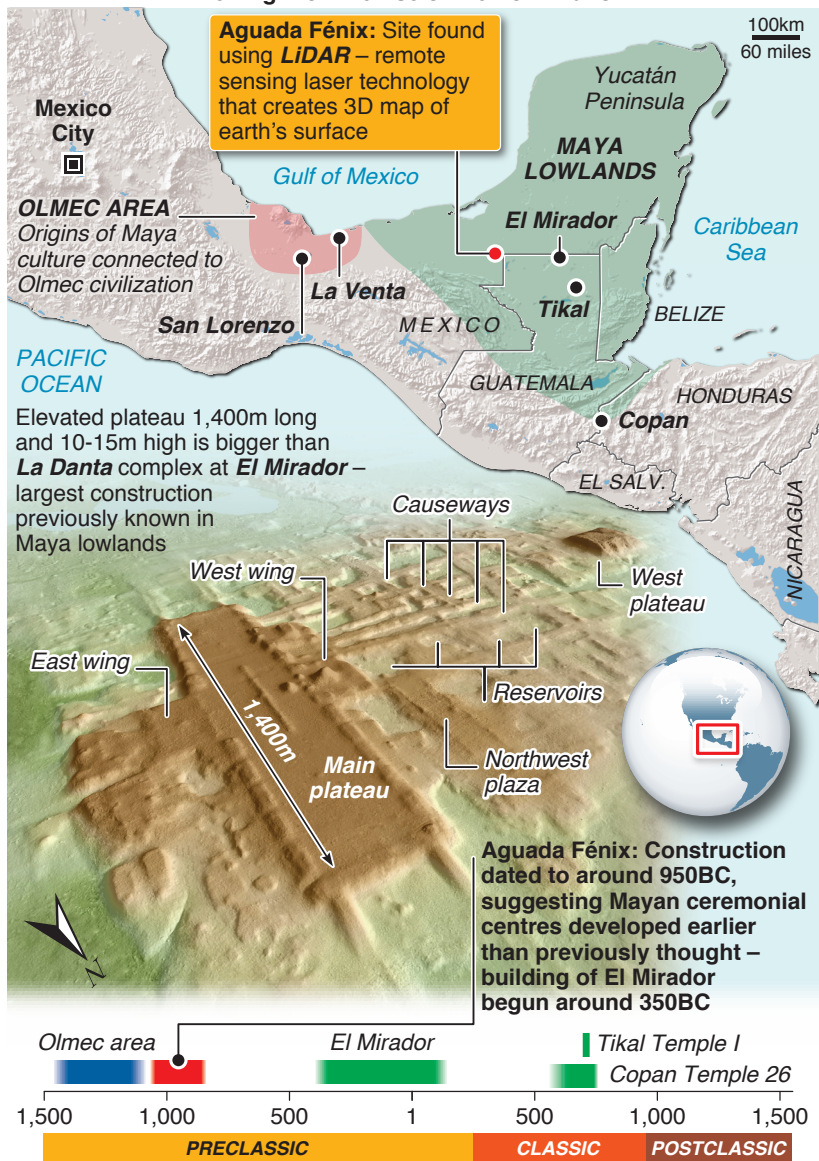 Aguada Fénix: Site found
using LiDAR – remote
sensing laser technology
that creates 3D map of
earth's surface
100km
60 miles
Yucatán
Peninsula
Mexico
City
MAYA
LOWLANDS
Gulf of Mexico
OLMEC AREA
Origins of Maya
culture connected to
Olmec civilization
El Mirador
Caribbean
Sea
La Venta
Tikal
San Lorenzo
MEXICO
BELIZE
PACIFIC
OCEAN
GUATEMALA
HONDURAS
Copan
EL SALV.
NICARAGUA
Elevated plateau 1,400m long
and 10-15m high is bigger than
La Danta complex at El Mirador –
largest construction
previously known in
Maya lowlands
Causeways
West wing
West
plateau
East wing
Reservoirs
1,400m
Main
plateau
Northwest
plaza
N
Aguada Fénix: Construction
dated to around 950BC,
suggesting Mayan ceremonial
centres developed earlier
than previously thought –
building of El Mirador
begun around 350BC
Olmec area
El Mirador
Tikal Temple I
Copan Temple 26
1,500 1,000 500 1 500 1,000 1,500
PRECLASSIC CLASSIC POSTCLASSIC